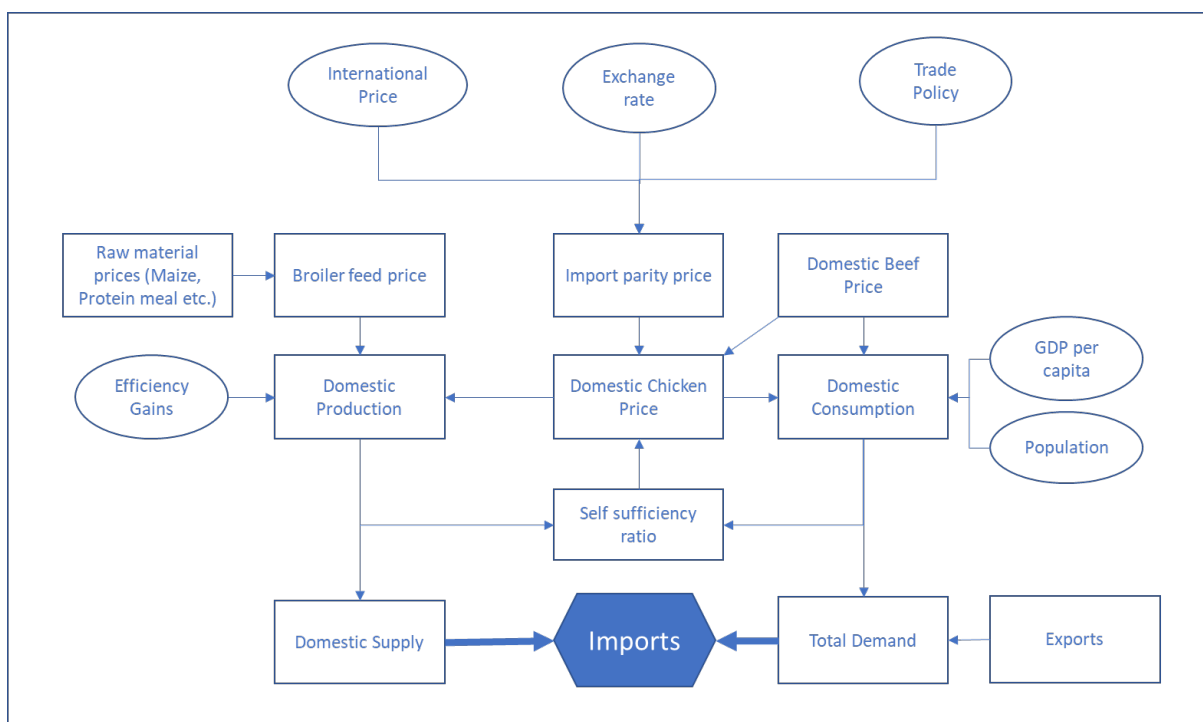 International
Price
Exchange
rate
Trade
Policy
Raw material
prices (Maize,
Protein meal etc.)
Broiler feed price
Import parity price
Domestic Beef
Price
Efficiency
Gains
Domestic
Production
Domestic Chicken
Price
Domestic
Consumption
GDP per
capita
Population
Self sufficiency
ratio
Domestic Supply
Imports
Total Demand
Exports